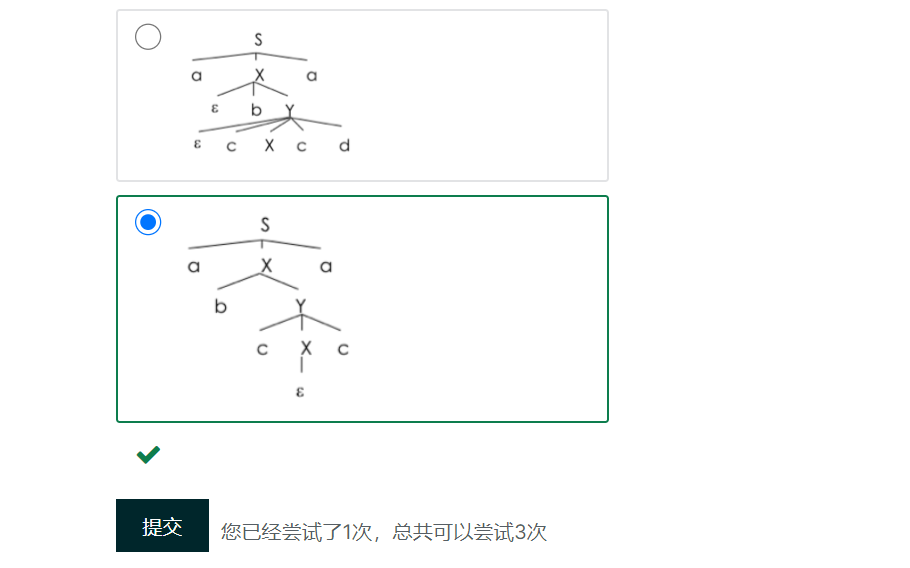 S
a X a
ε b Y
ε c X c d
S
a X a
b Y
c X c
ε
提交 您已经尝试了1次，总共可以尝试3次